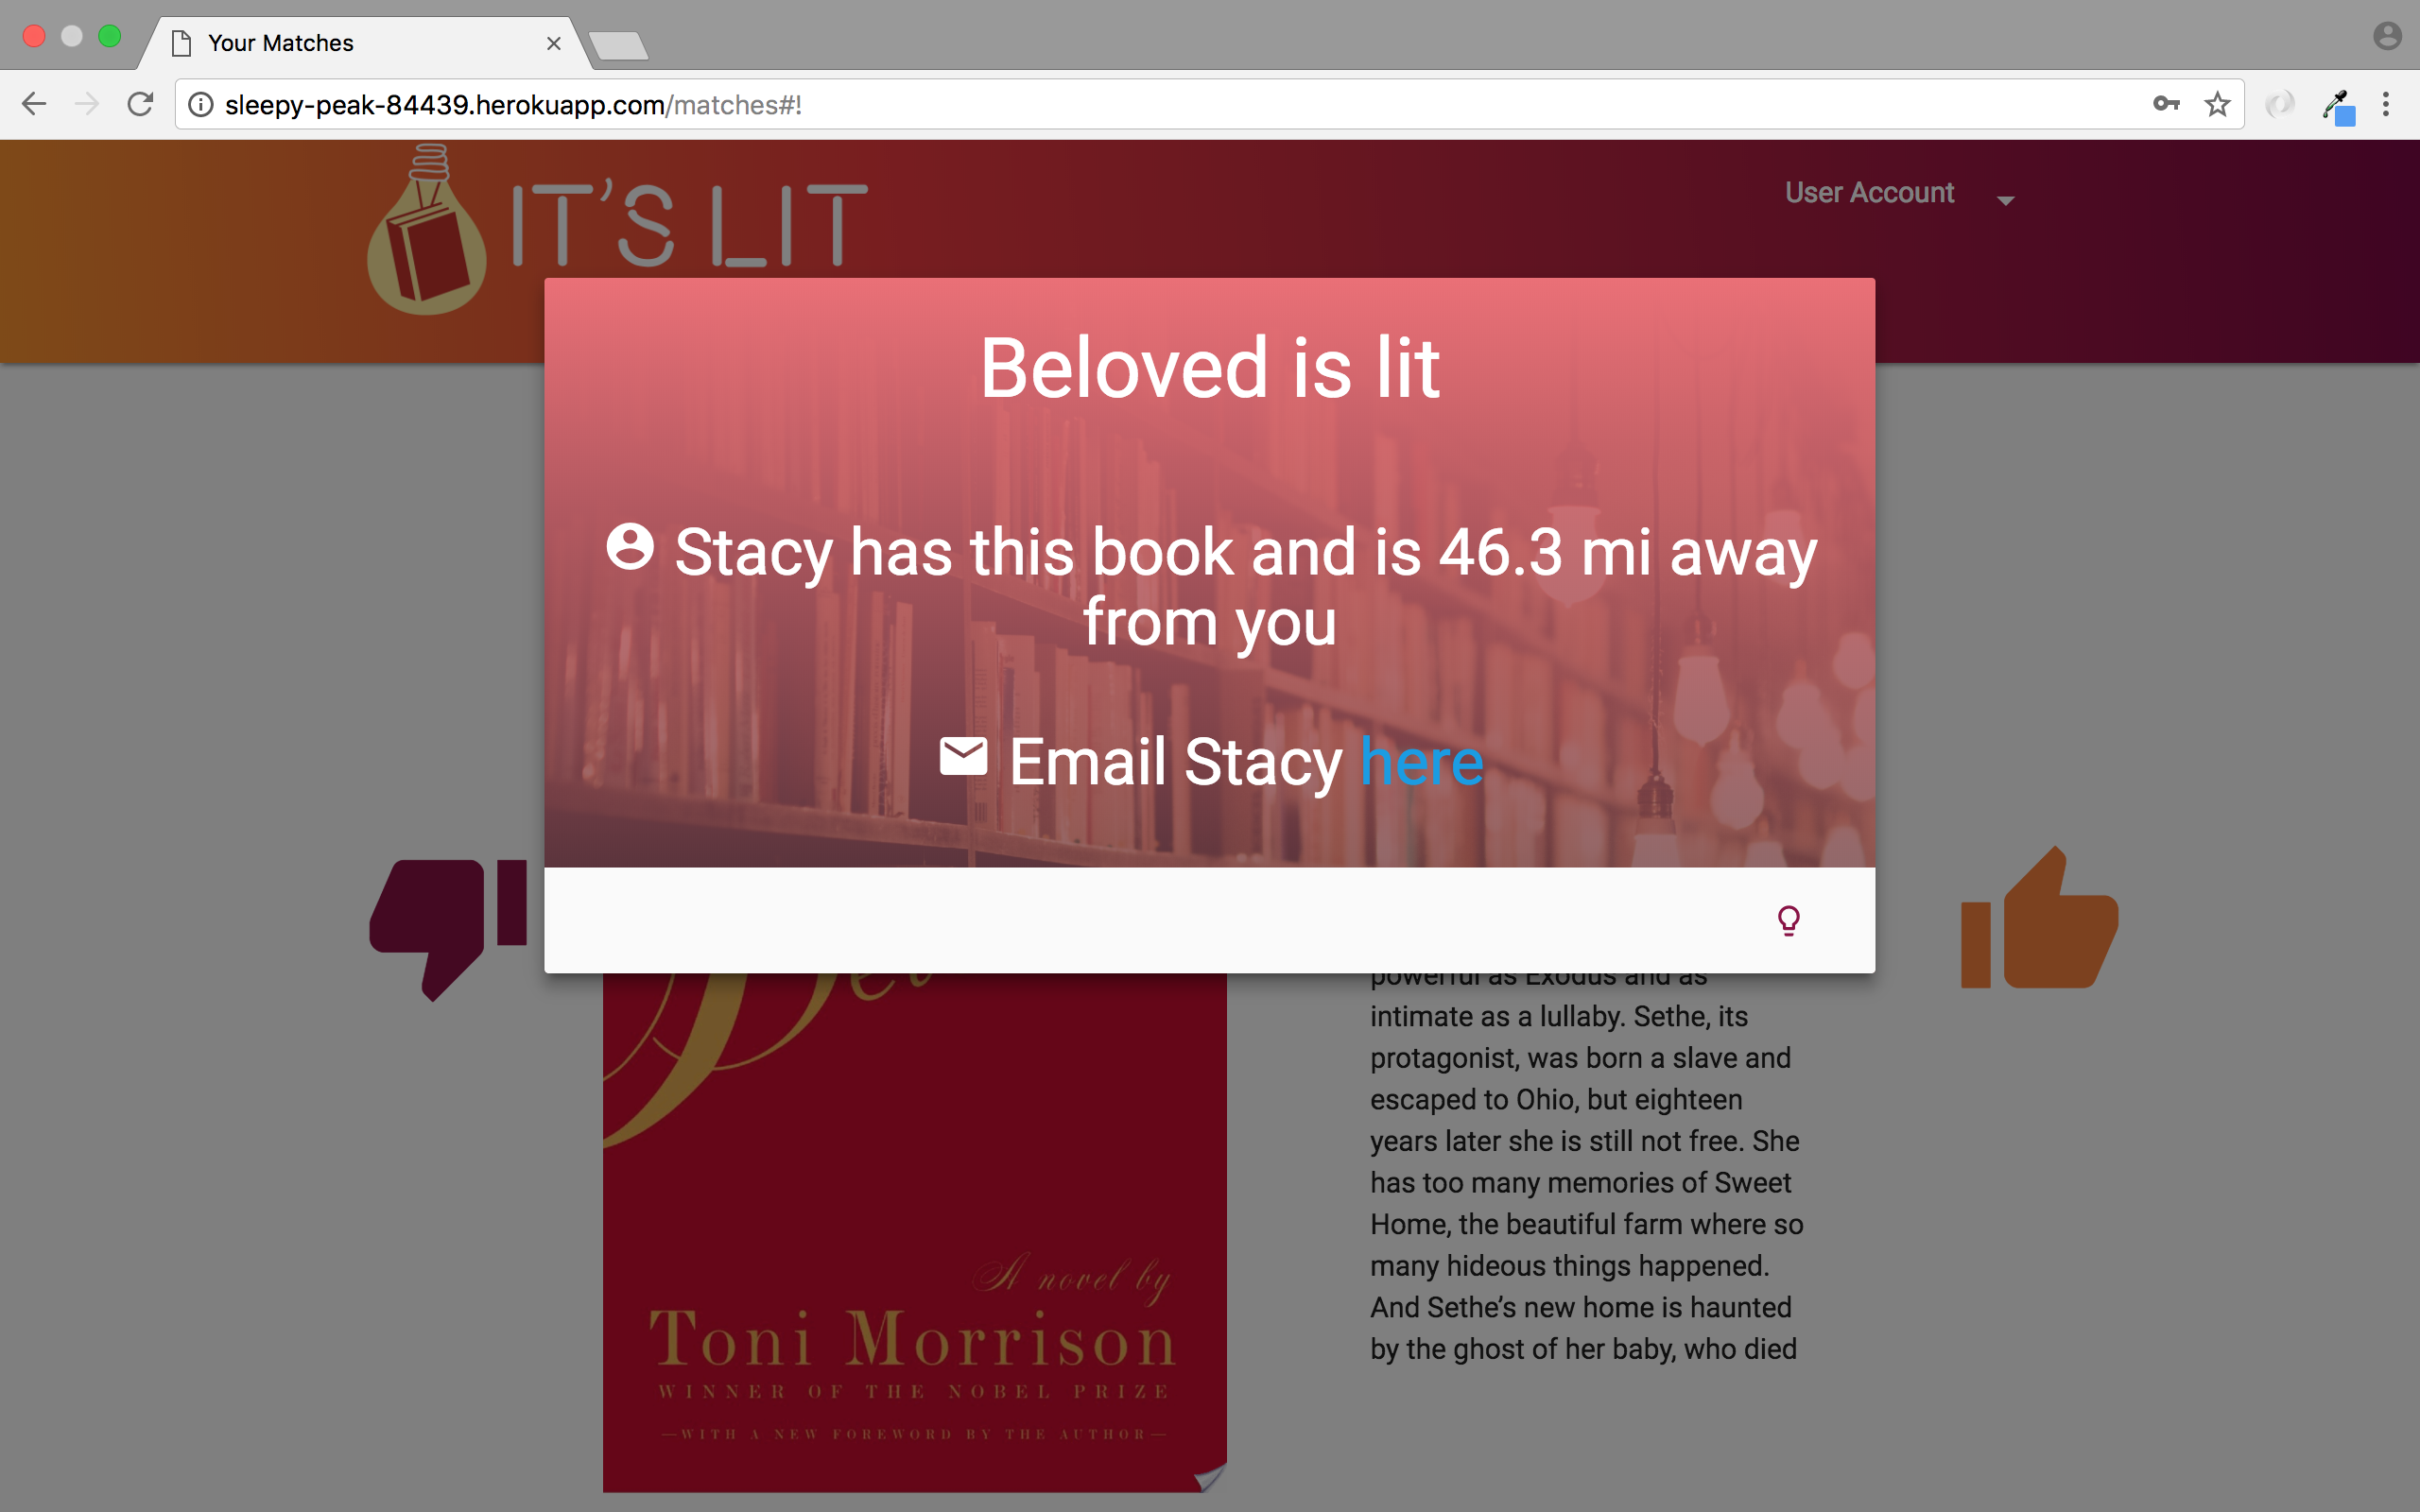 Your Matches
sleepy-peak-84439.herokuapp.com/matches#!
IT'S LIT
User Account
Beloved is lit
Stacy has this book and is 46.3 mi away
from you
Email Stacy here
powerful as Exodus and as
intimate as a lullaby. Sethe, its
protagonist, was born a slave and
escaped to Ohio, but eighteen
years later she is still not free. She
has too many memories of Sweet
Home, the beautiful farm where so
many hideous things happened.
And Sethe’s new home is haunted
by the ghost of her baby, who died
A novel by
Toni Morrison
WINNER OF THE NOBEL PRIZE
—WITH A NEW FOREWORD BY THE AUTHOR—